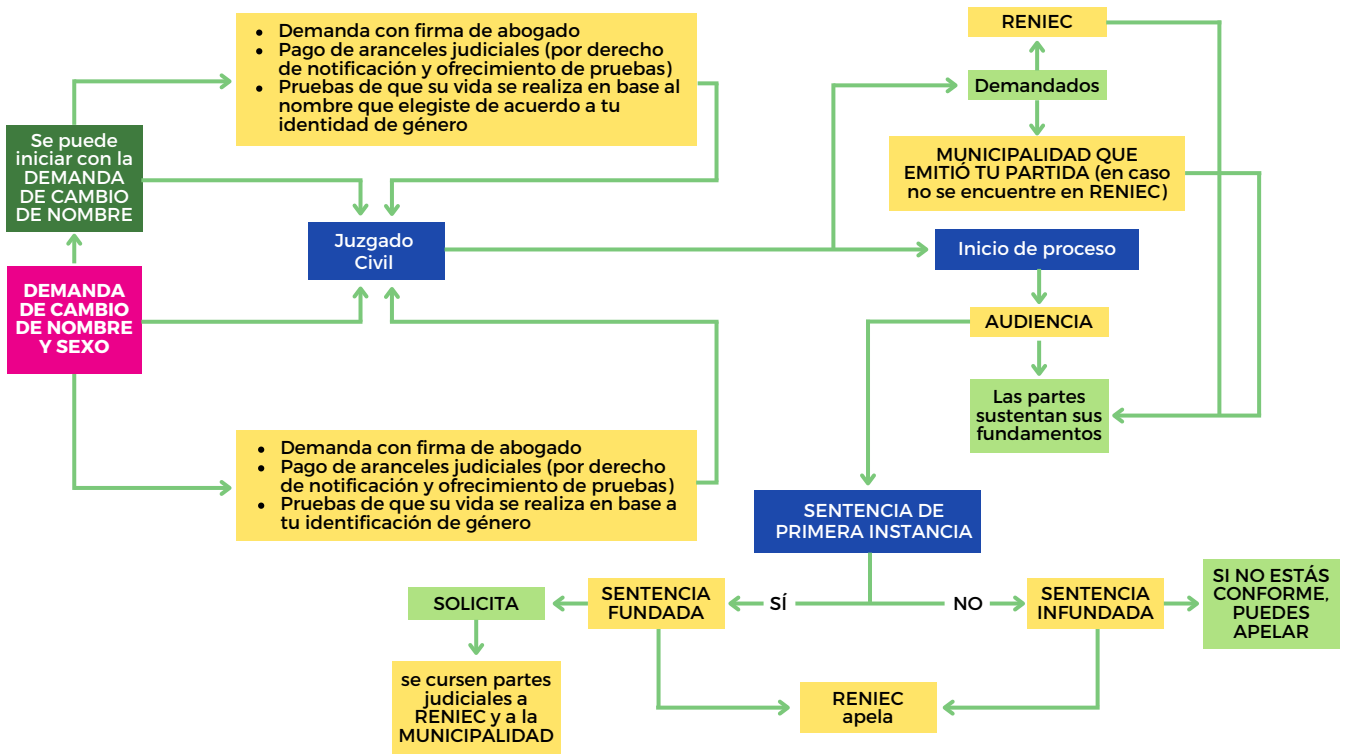 • Demanda con firma de abogado
• Pago de aranceles judiciales (por derecho
de notificación y ofrecimiento de pruebas)
• Pruebas de que su vida se realiza en base al
nombre que elegiste de acuerdo a tu
identidad de género
RENIEC
Demandados
MUNICIPALIDAD QUE
EMITIÓ TU PARTIDA (en caso
no se encuentre en RENIEC)
Se puede
iniciar con la
DEMANDA
DE CAMBIO
DE NOMBRE
Juzgado
Civil
Inicio de proceso
DEMANDA
DE CAMBIO
DE NOMBRE
Y SEXO
AUDIENCIA
Las partes
sustentan sus
fundamentos
• Demanda con firma de abogado
• Pago de aranceles judiciales (por derecho
de notificación y ofrecimiento de pruebas)
• Pruebas de que su vida se realiza en base a
tu identificación de género
SENTENCIA DE
PRIMERA INSTANCIA
SOLICITA
SENTENCIA
FUNDADA
SÍ
NO
SENTENCIA
INFUNDADA
SI NO ESTÁS
CONFORME,
PUEDES
APELAR
se cursen partes
judiciales a
RENIEC y a la
MUNICIPALIDAD
RENIEC
apela